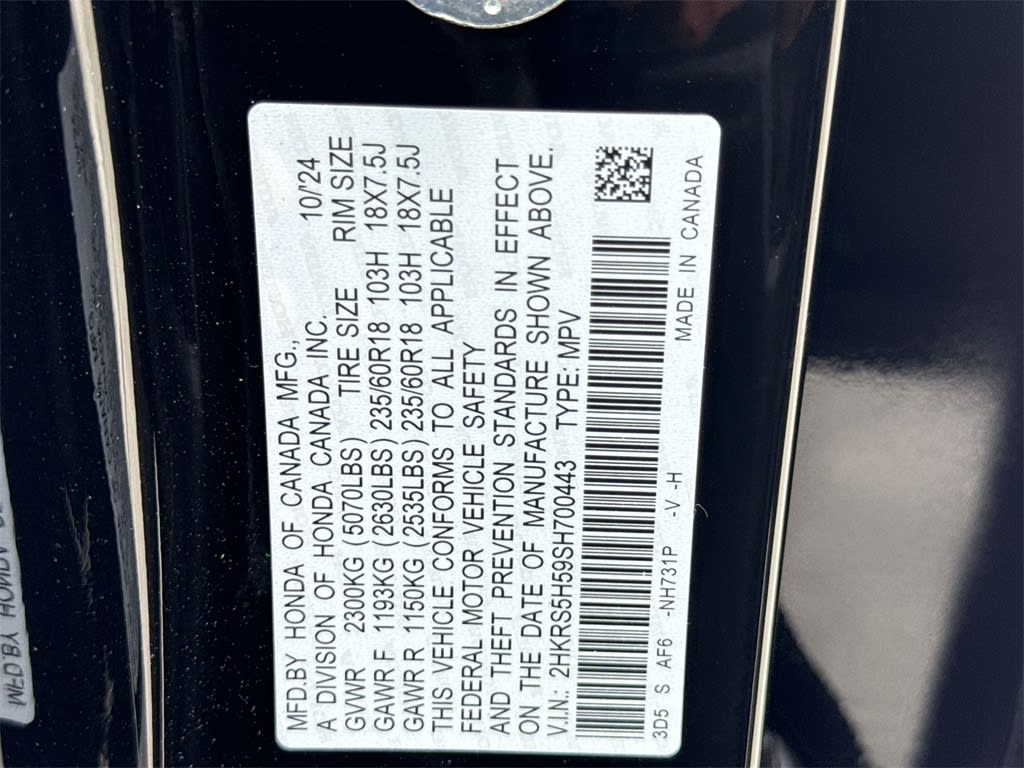 MFD.BY HONDA OF CANADA MFG., 10/'24
A DIVISION OF HONDA CANADA INC.
GVWR 2300KG (5070LBS) TIRE SIZE RIM SIZE
GAWR F 1193KG (2630LBS) 235/60R18 103H 18X7.5J
GAWR R 1150KG (2535LBS) 235/60R18 103H 18X7.5J
THIS VEHICLE CONFORMS TO ALL APPLICABLE
FEDERAL MOTOR VEHICLE SAFETY
AND THEFT PREVENTION STANDARDS IN EFFECT
ON THE DATE OF MANUFACTURE SHOWN ABOVE.
V.I.N.: 2HKRS5H59SH700443 TYPE: MPV
3D5 S AF6 -NH731P -V -H MADE IN CANADA
MFD.BY HONDA